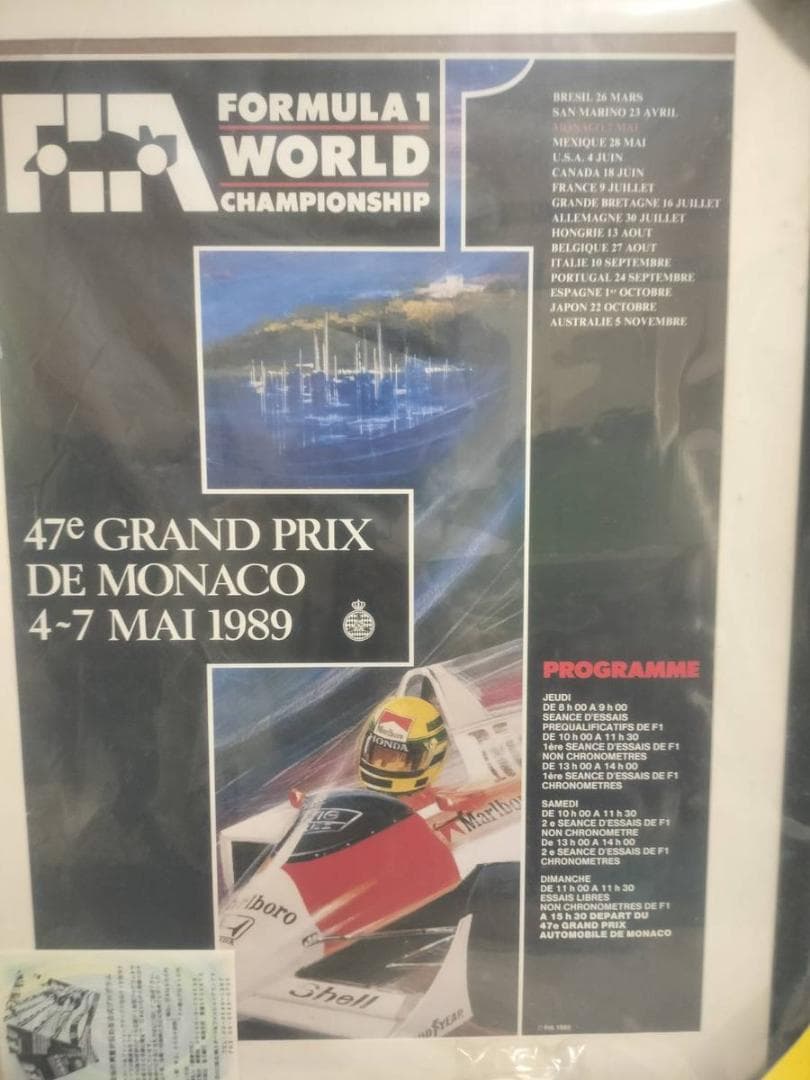 FIA
FORMULA 1
WORLD
CHAMPIONSHIP
BRESIL 26 MARS
SAN-MARINO 23 AVRIL
MONACO 7 MAI
MEXIQUE 28 MAI
U.S.A. 4 JUIN
CANADA 18 JUIN
FRANCE 9 JUILLET
GRANDE BRETAGNE 16 JUILLET
ALLEMAGNE 30 JUILLET
HONGRIE 13 AOUT
BELGIQUE 27 AOUT
ITALIE 10 SEPTEMBRE
PORTUGAL 24 SEPTEMBRE
ESPAGNE 1er OCTOBRE
JAPON 22 OCTOBRE
AUSTRALIE 5 NOVEMBRE
47e GRAND PRIX
DE MONACO
4~7 MAI 1989
PROGRAMME
JEUDI
DE 8 h 00 A 9 h 00
SEANCE D'ESSAIS
PREQUALIFICATIFS DE F1
DE 10 h 00 A 11 h 30
1ère SEANCE D'ESSAIS DE F1
NON CHRONOMETRES
DE 13 h 00 A 14 h 00
1ère SEANCE D'ESSAIS DE F1
CHRONOMETRES
SAMEDI
DE 10 h 00 A 11 h 30
2 e SEANCE D'ESSAIS DE F1
NON CHRONOMETRE
De 13 h 00 A 14 h 00
2 e SEANCE D'ESSAIS DE F1
CHRONOMETRES
DIMANCHE
DE 11 h 00 A 11 h 30
ESSAIS LIBRES
NON CHRONOMETRES DE F1
A 15 h 30 DEPART DU
47e GRAND PRIX
AUTOMOBILE DE MONACO
Marlboro
HONDA
Marlboro
Marlboro
Shell